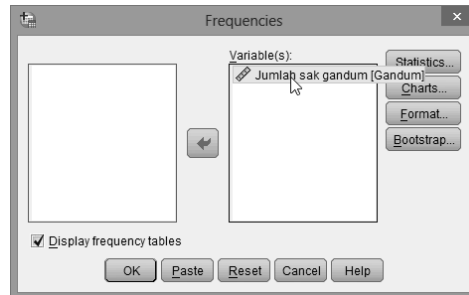 Frequencies
Variable(s):
Jumlah sak gandum [Gandum]
Statistics...
Charts...
Format...
Bootstrap...
Display frequency tables
OK
Paste
Reset
Cancel
Help